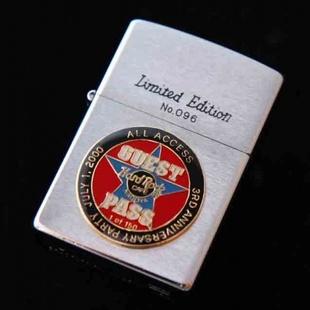 Limited Edition
No.096
ALL ACCESS
GUEST
Hard Rock
CAFE
PASS
1 of 150
3RD ANNIVERSARY PARTY JULY 1, 2000